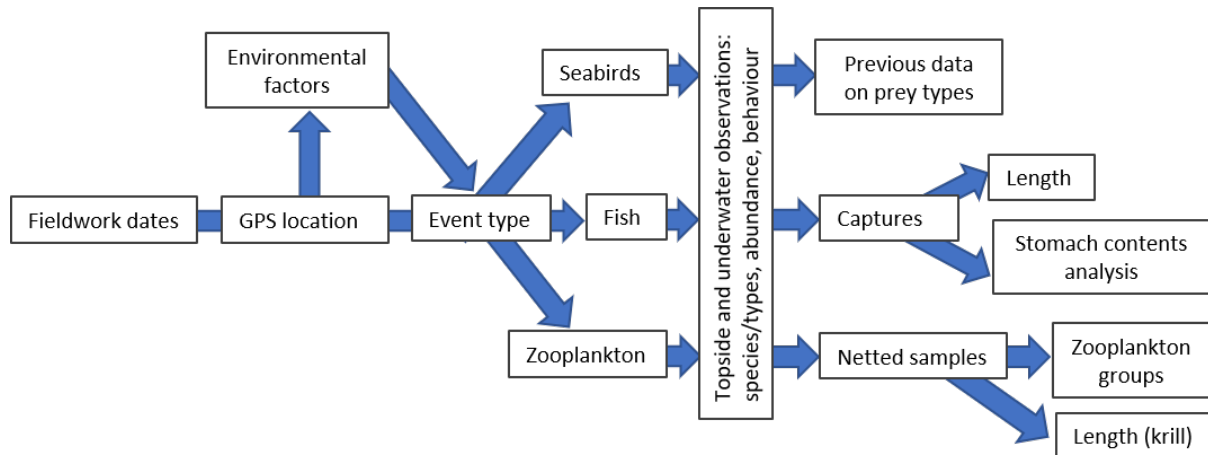 Environmental
factors
Seabirds
Topside and underwater observations:
species/types, abundance, behaviour
Previous data
on prey types
Fieldwork dates
GPS location
Event type
Fish
Captures
Length
Stomach contents
analysis
Zooplankton
Netted samples
Zooplankton
groups
Length (krill)